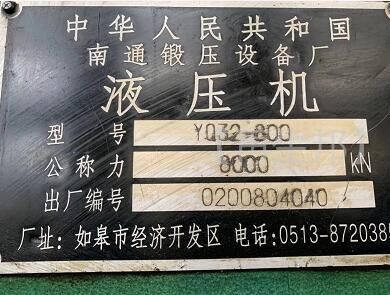 中华人民共和国
南通锻压设备厂
液压机
型号 YQ32-800
公称力 8000 kN
出厂编号 0200804040
厂址：如皋市经济开发区 电话：0513-872038